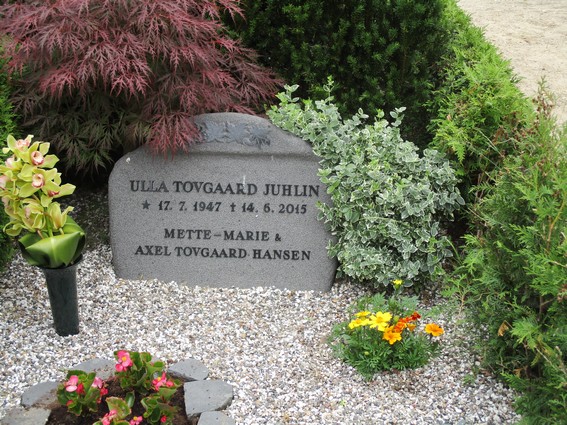 ULLA TOVGAARD JUHLIN
★ 17. 7. 1947 ✝ 14. 6. 2015
METTE-MARIE &
AXEL TOVGAARD HANSEN